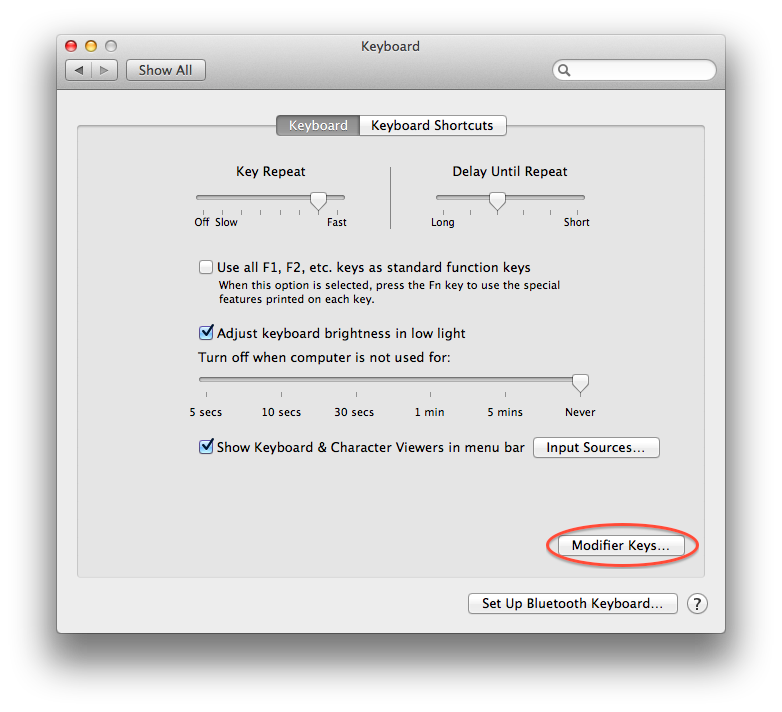 Keyboard
Show All
Keyboard Keyboard Shortcuts
Key Repeat Delay Until Repeat
Off Slow Fast Long Short
Use all F1, F2, etc. keys as standard function keys
When this option is selected, press the Fn key to use the special
features printed on each key.
Adjust keyboard brightness in low light
Turn off when computer is not used for:
5 secs 10 secs 30 secs 1 min 5 mins Never
Show Keyboard & Character Viewers in menu bar Input Sources...
Modifier Keys...
Set Up Bluetooth Keyboard... ?